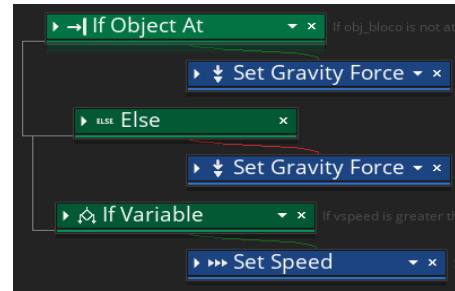 If Object At
If obj_bloco is not at
Set Gravity Force
ELSE Else
Set Gravity Force
If Variable
If vspeed is greater th
Set Speed